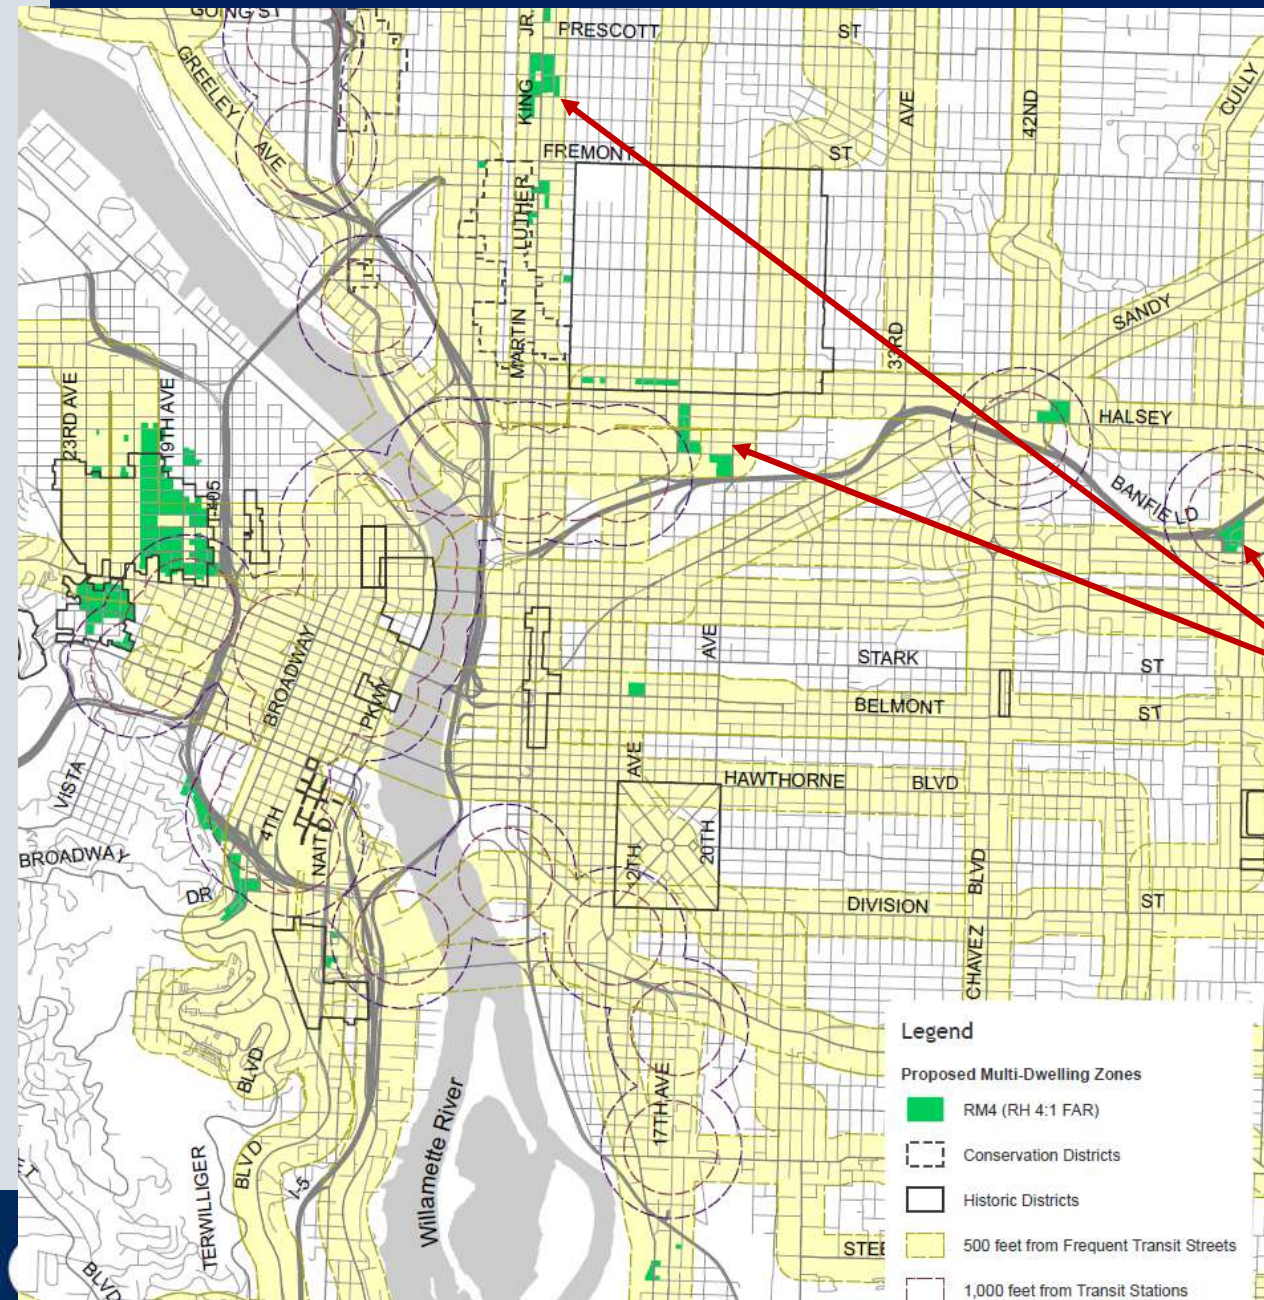 GOING ST
JR.
PRESCOTT
ST
GREELEY
AVE
KING
AVE
42ND
CULLY
FREMONT
ST
LUTHER
MARTIN
33RD
SANDY
23RD AVE
19TH AVE
HALSEY
I-405
BANFIELD
BROADWAY
PKWY
AVE
STARK
ST
BELMONT
ST
VISTA
AVE
HAWTHORNE
BLVD
4TH
NAITO
BROADWAY
DR
12TH
20TH
BLVD
DIVISION
ST
CHAVEZ
BLVD
17TH AVE
Willamette River
TERWILLIGER
BLVD
I-5
BLVD
Legend
Proposed Multi-Dwelling Zones
RM4 (RH 4:1 FAR)
Conservation Districts
Historic Districts
500 feet from Frequent Transit Streets
1,000 feet from Transit Stations